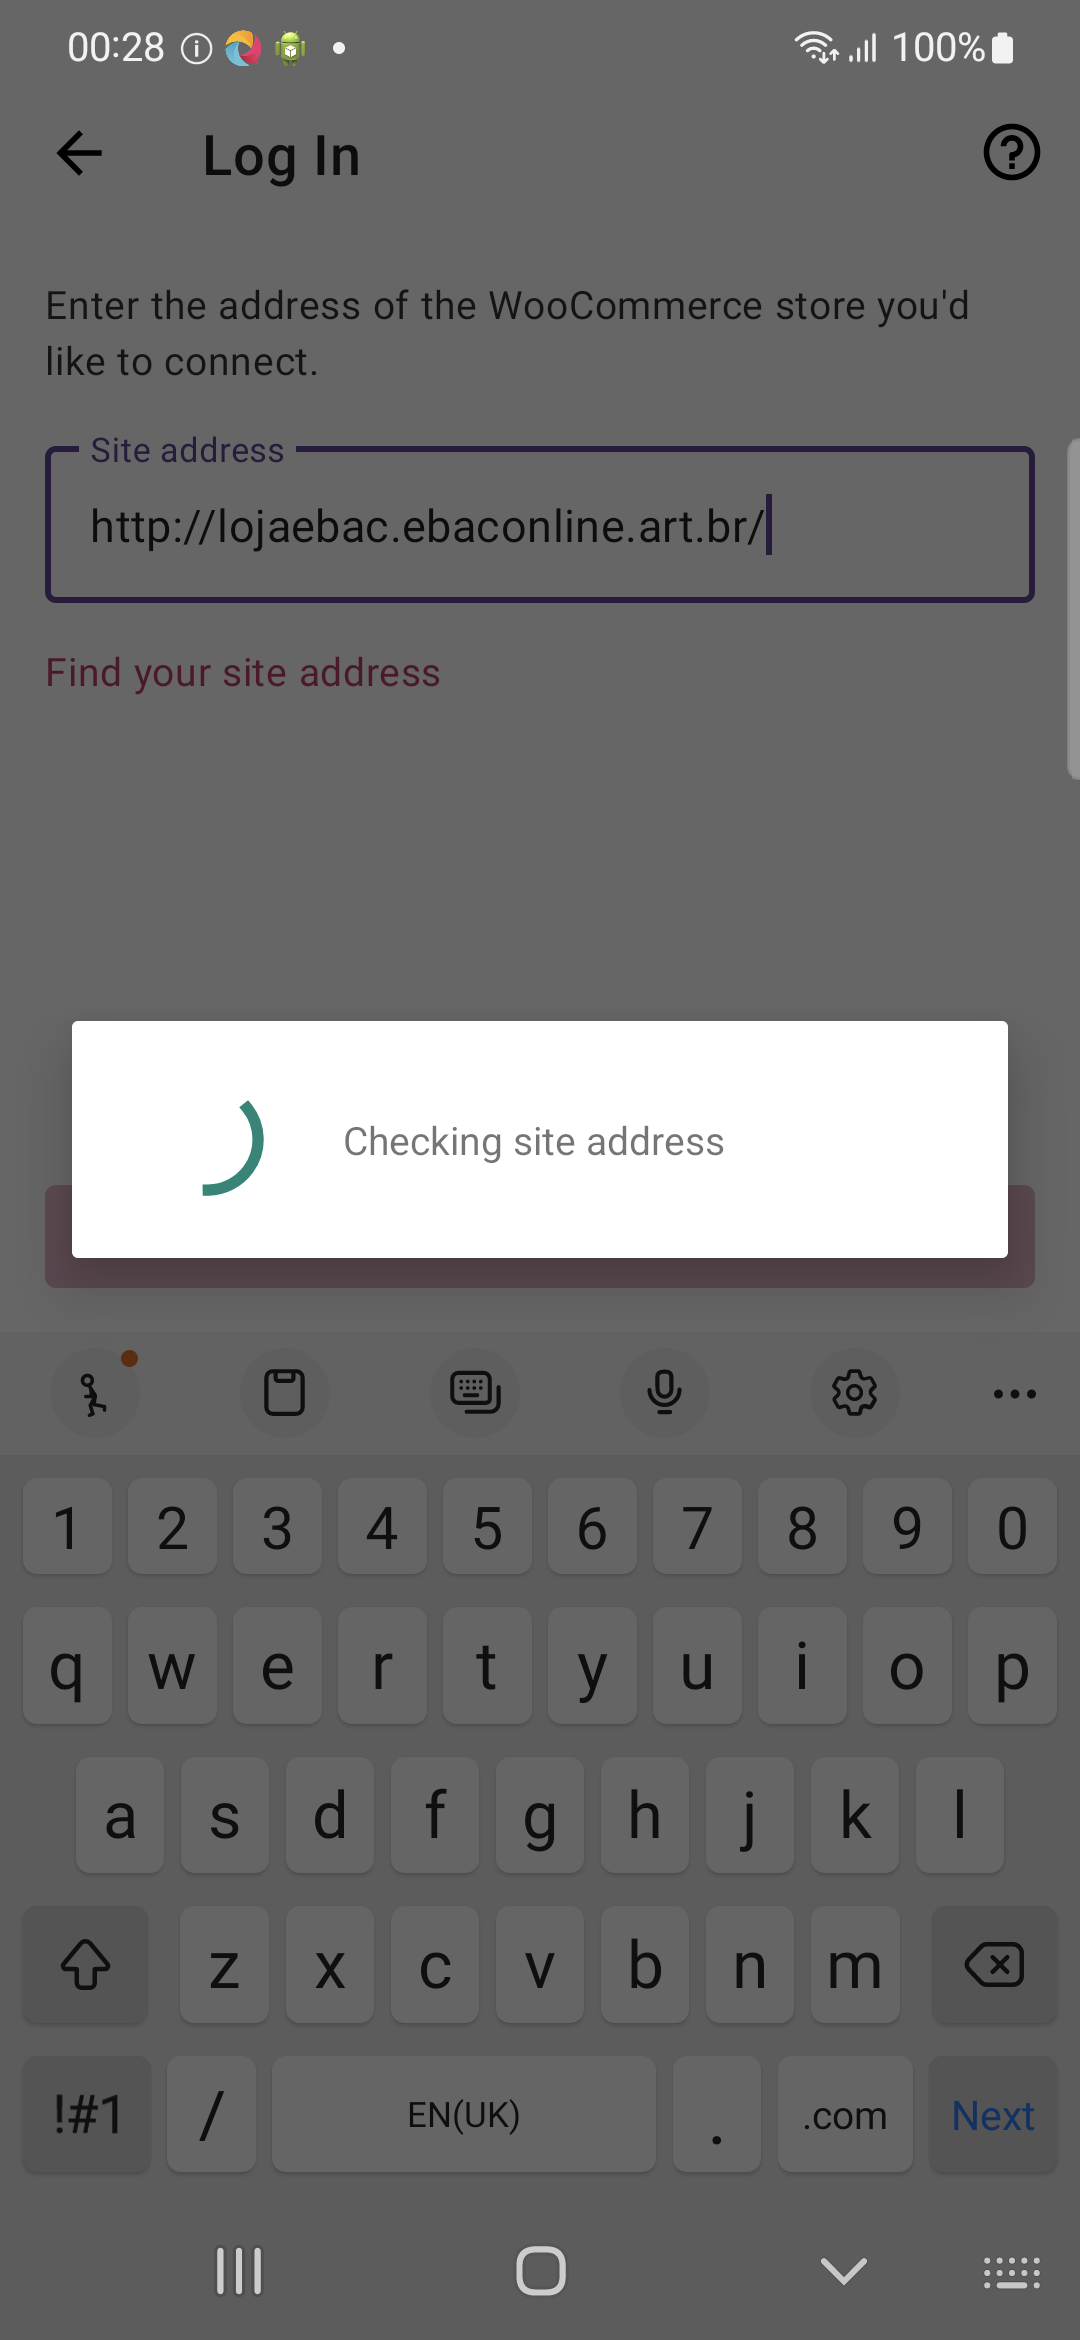 00:28
100%
Log In
Enter the address of the WooCommerce store you'd
like to connect.
Site address
http://lojaebac.ebaconline.art.br/
Find your site address
Checking site address
1 2 3 4 5 6 7 8 9 0
q w e r t y u i o p
a s d f g h j k l
z x c v b n m
!#1 / EN(UK) . .com Next